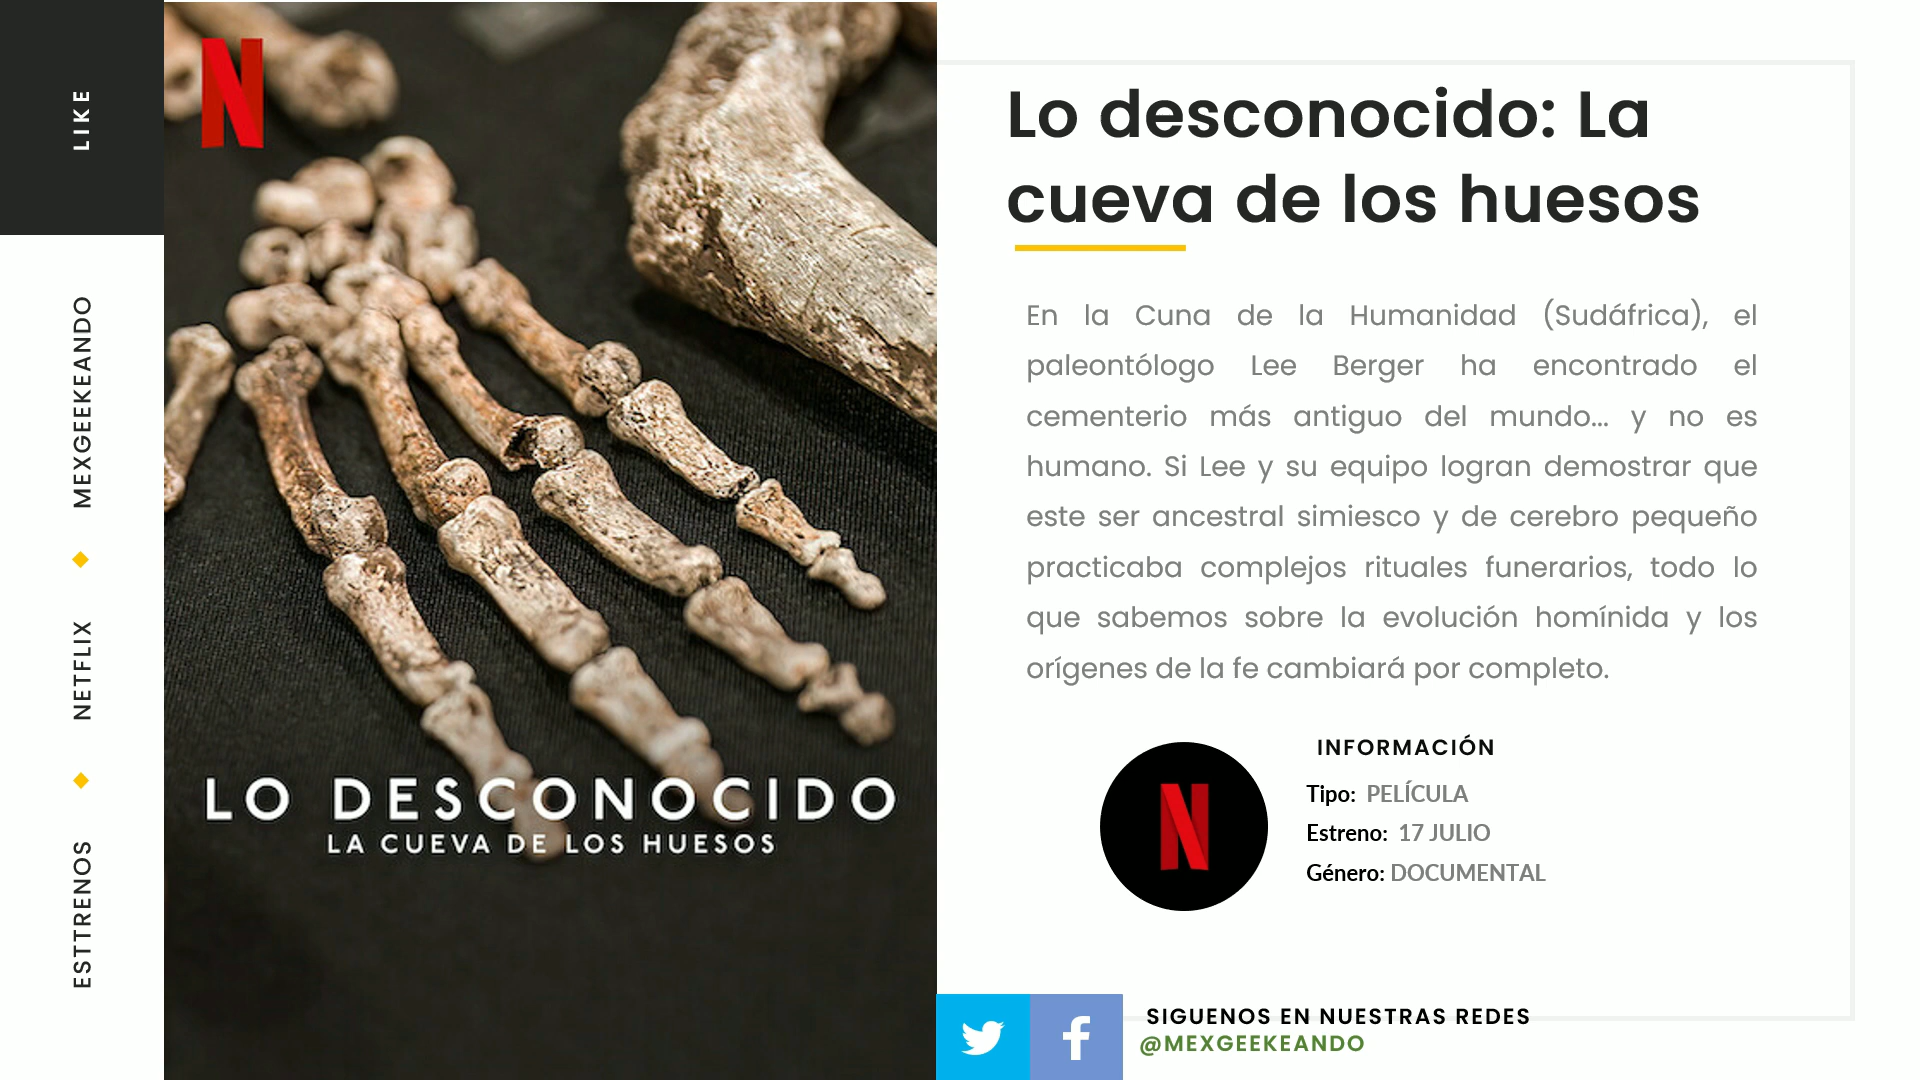 LIKE
MEXGEEKEANDO
NETFLIX
ESTTRENOS
N
LO DESCONOCIDO
LA CUEVA DE LOS HUESOS
Lo desconocido: La
cueva de los huesos
En la Cuna de la Humanidad (Sudáfrica), el
paleontólogo Lee Berger ha encontrado el
cementerio más antiguo del mundo... y no es
humano. Si Lee y su equipo logran demostrar que
este ser ancestral simiesco y de cerebro pequeño
practicaba complejos rituales funerarios, todo lo
que sabemos sobre la evolución homínida y los
orígenes de la fe cambiará por completo.
N
INFORMACIÓN
Tipo: PELÍCULA
Estreno: 17 JULIO
Género: DOCUMENTAL
SIGUENOS EN NUESTRAS REDES
@MEXGEEKEANDO